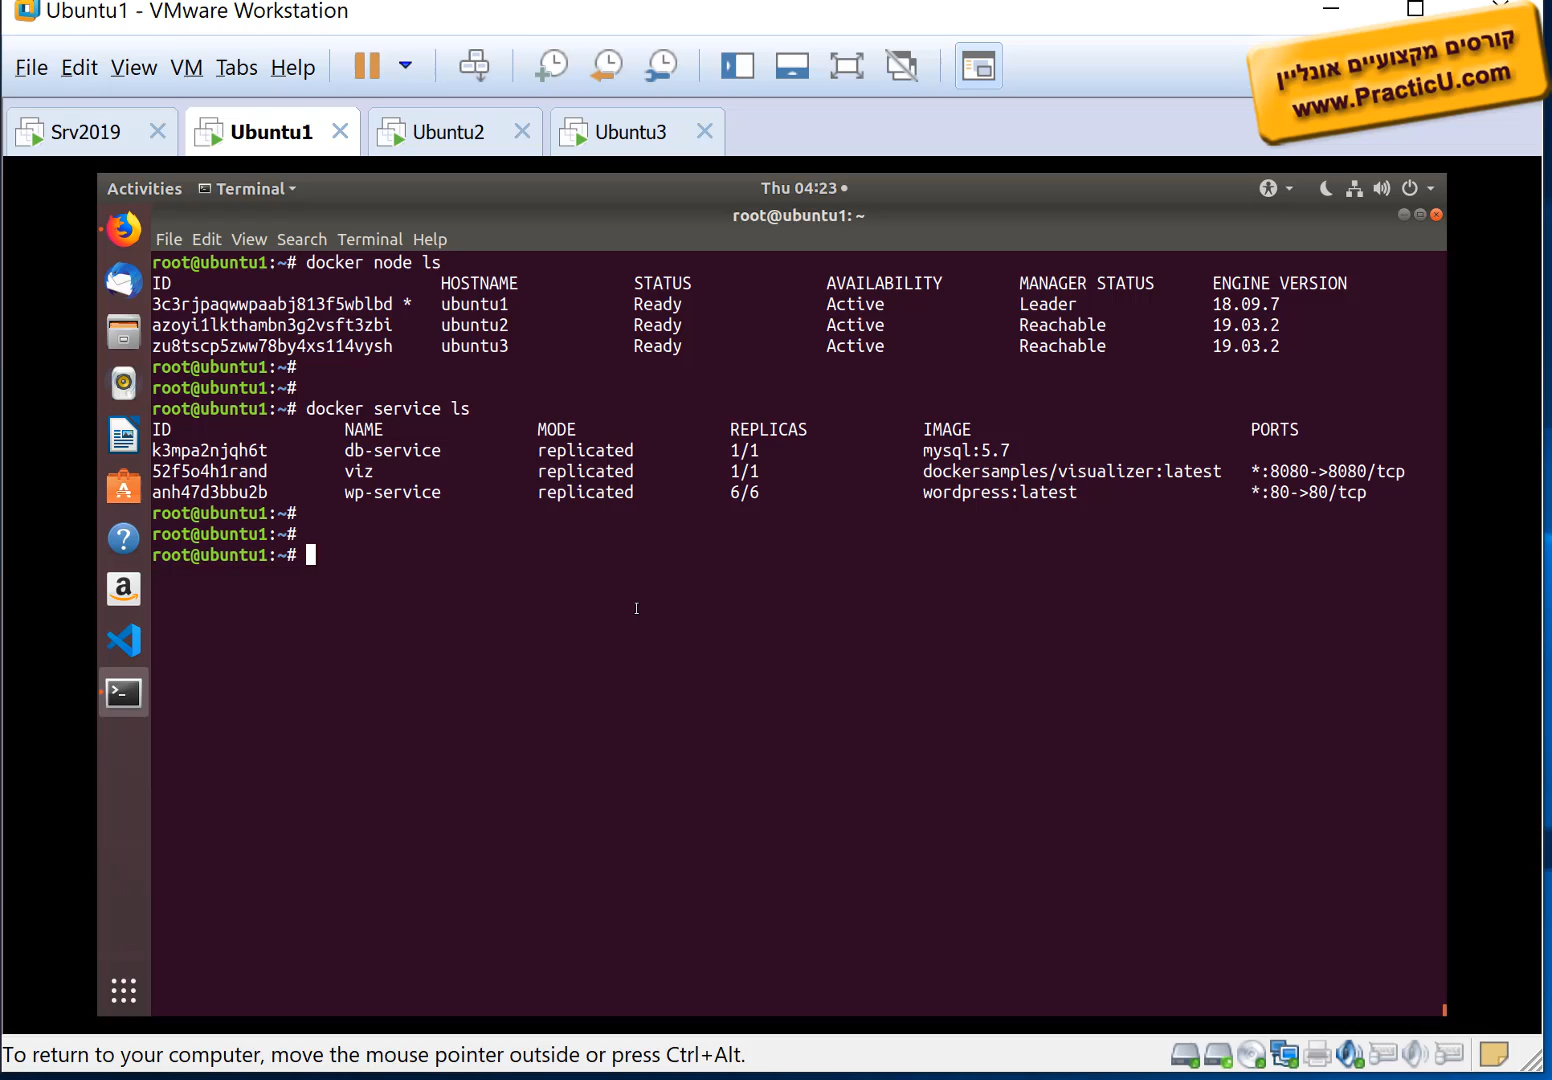 Ubuntu1 - VMware Workstation
File Edit View VM Tabs Help
קורסים מקצועיים אונליין
www.PracticU.com
Srv2019 Ubuntu1 Ubuntu2 Ubuntu3
Activities Terminal Thu 04:23
root@ubuntu1: ~
File Edit View Search Terminal Help
root@ubuntu1:~# docker node ls
ID HOSTNAME STATUS AVAILABILITY MANAGER STATUS ENGINE VERSION
3c3rjpaqwwpaabj813f5wblbd * ubuntu1 Ready Active Leader 18.09.7
azoyi1lkthambn3g2vsft3zbi ubuntu2 Ready Active Reachable 19.03.2
zu8tscp5zww78by4xs114vysh ubuntu3 Ready Active Reachable 19.03.2
root@ubuntu1:~#
root@ubuntu1:~#
root@ubuntu1:~# docker service ls
ID NAME MODE REPLICAS IMAGE PORTS
k3mpa2njqh6t db-service replicated 1/1 mysql:5.7
52f5o4h1rand viz replicated 1/1 dockersamples/visualizer:latest *:8080->8080/tcp
anh47d3bbu2b wp-service replicated 6/6 wordpress:latest *:80->80/tcp
root@ubuntu1:~#
root@ubuntu1:~#
root@ubuntu1:~#
To return to your computer, move the mouse pointer outside or press Ctrl+Alt.